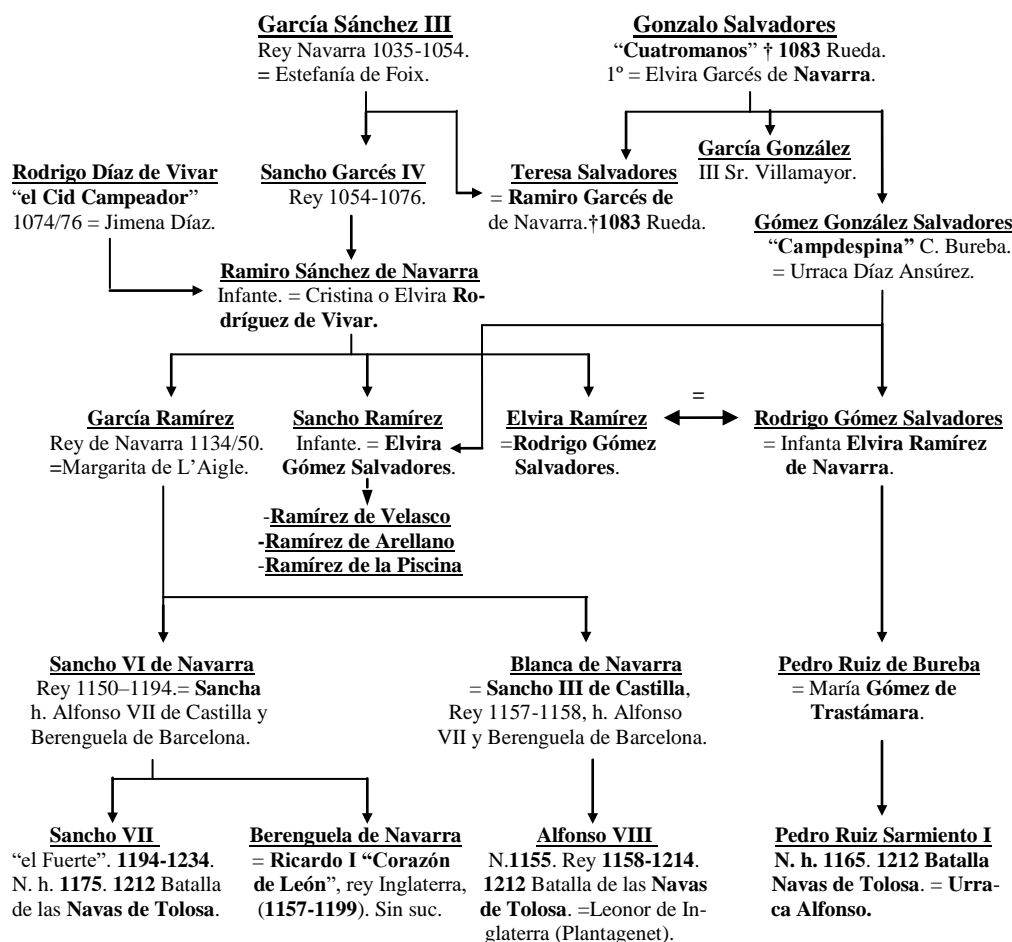 García Sánchez III
Rey Navarra 1035-1054.
= Estefanía de Foix.
Gonzalo Salvadores
“Cuatromanos” † 1083 Rueda.
1º = Elvira Garcés de Navarra.
Rodrigo Díaz de Vivar
“el Cid Campeador”
1074/76 = Jimena Díaz.
Sancho Garcés IV
Rey 1054-1076.
Teresa Salvadores
= Ramiro Garcés de
de Navarra.†1083 Rueda.
García González
III Sr. Villamayor.
Gómez González Salvadores
“Campdespina” C. Bureba.
= Urraca Díaz Ansúrez.
Ramiro Sánchez de Navarra
Infante. = Cristina o Elvira Ro-
dríguez de Vivar.
García Ramírez
Rey de Navarra 1134/50.
=Margarita de L’Aigle.
Sancho Ramírez
Infante. = Elvira
Gómez Salvadores.
Elvira Ramírez
=Rodrigo Gómez
Salvadores.
=
Rodrigo Gómez Salvadores
= Infanta Elvira Ramírez
de Navarra.
-Ramírez de Velasco
-Ramírez de Arellano
-Ramírez de la Piscina
Sancho VI de Navarra
Rey 1150–1194.= Sancha
h. Alfonso VII de Castilla y
Berenguela de Barcelona.
Blanca de Navarra
= Sancho III de Castilla,
Rey 1157-1158, h. Alfonso
VII y Berenguela de Barcelona.
Pedro Ruiz de Bureba
= María Gómez de
Trastámara.
Sancho VII
“el Fuerte”. 1194-1234.
N. h. 1175. 1212 Batalla
de las Navas de Tolosa.
Berenguela de Navarra
= Ricardo I “Corazón
de León”, rey Inglaterra,
(1157-1199). Sin suc.
Alfonso VIII
N.1155. Rey 1158-1214.
1212 Batalla de las Navas
de Tolosa. =Leonor de In-
glaterra (Plantagenet).
Pedro Ruiz Sarmiento I
N. h. 1165. 1212 Batalla
Navas de Tolosa. = Urra-
ca Alfonso.